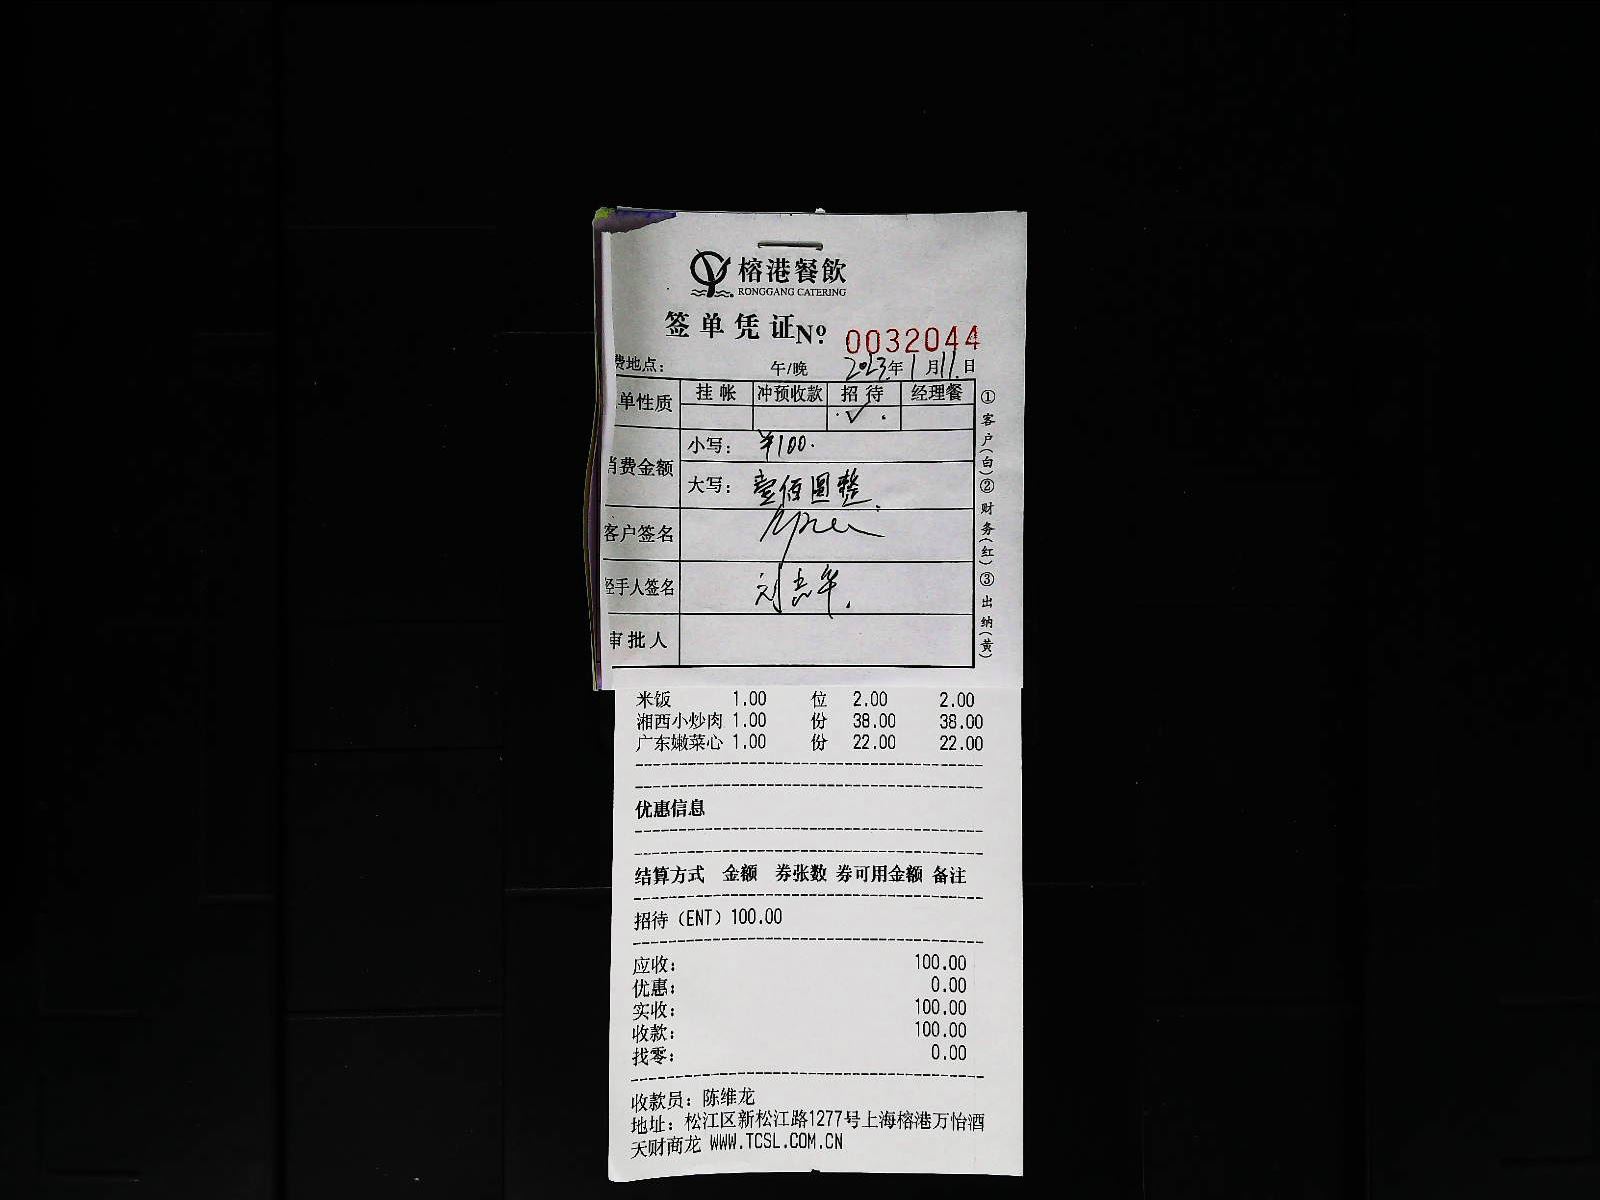 榕港餐飲
RONGGANG CATERING
签单凭证 Nº 0032044
费地点： 午/晚 2023年1月11日
单性质 挂帐 冲预收款 招待 经理餐
✓
消费金额 小写： ¥100.
大写： 壹佰圆整
客户签名
经手人签名
审批人
①客户(白)②财务(红)③出纳(黄)
米饭 1.00 位 2.00 2.00
湘西小炒肉 1.00 份 38.00 38.00
广东嫩菜心 1.00 份 22.00 22.00
优惠信息
结算方式 金额 券张数 券可用金额 备注
招待（ENT）100.00
应收： 100.00
优惠： 0.00
实收： 100.00
收款： 100.00
找零： 0.00
收款员：陈维龙
地址：松江区新松江路1277号上海榕港万怡酒
天财商龙 WWW.TCSL.COM.CN